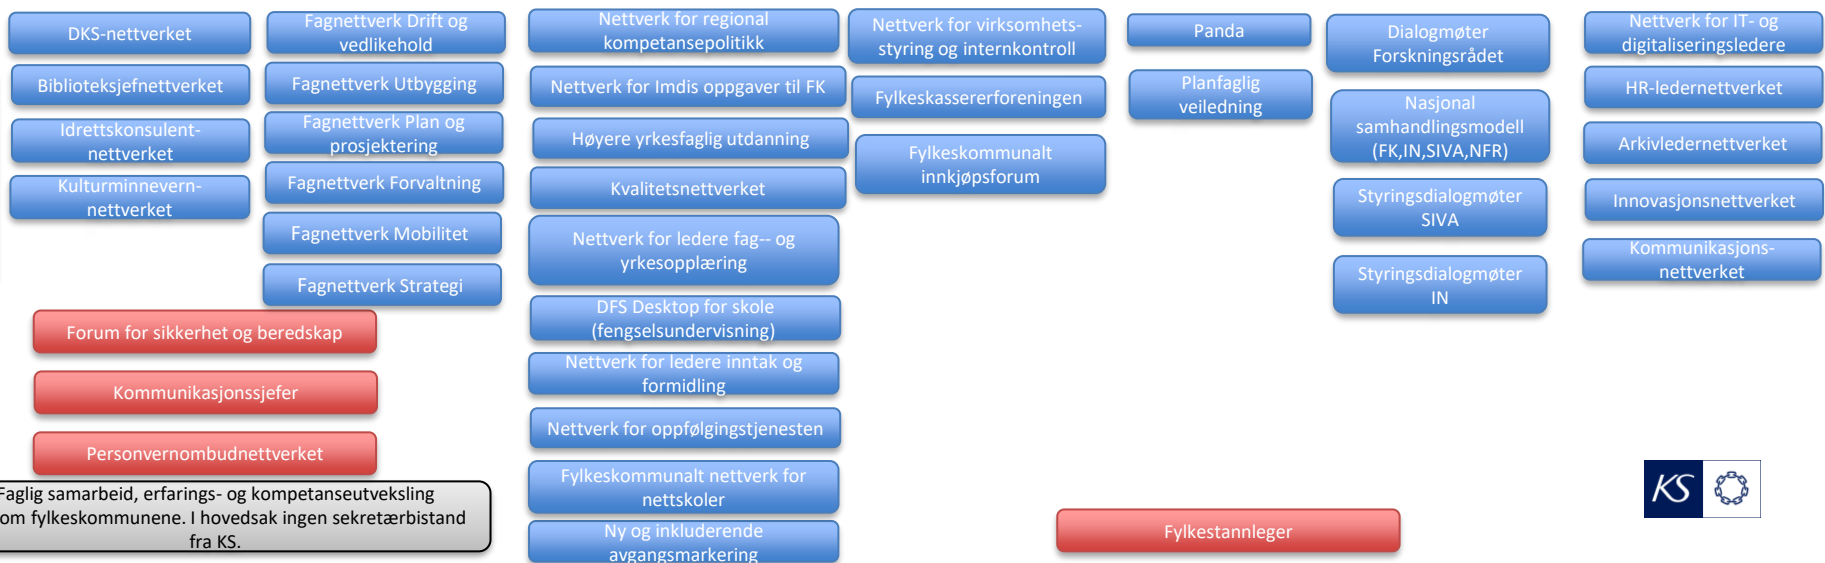 DKS-nettverket
Biblioteksjefnettverket
Idrettskonsulent-
nettverket
Kulturminnevern-
nettverket
Fagnettverk Drift og
vedlikehold
Fagnettverk Utbygging
Fagnettverk Plan og
prosjektering
Fagnettverk Forvaltning
Fagnettverk Mobilitet
Fagnettverk Strategi
Forum for sikkerhet og beredskap
Kommunikasjonssjefer
Personvernombudnettverket
Faglig samarbeid, erfarings- og kompetanseutveksling
om fylkeskommunene. I hovedsak ingen sekretærbistand
fra KS.
Nettverk for regional
kompetansepolitikk
Nettverk for Imdis oppgaver til FK
Høyere yrkesfaglig utdanning
Kvalitetsnettverket
Nettverk for ledere fag-- og
yrkesopplæring
DFS Desktop for skole
(fengselsundervisning)
Nettverk for ledere inntak og
formidling
Nettverk for oppfølgingstjenesten
Fylkeskommunalt nettverk for
nettskoler
Ny og inkluderende
avgangsmarkering
Nettverk for virksomhets-
styring og internkontroll
Fylkeskassererforeningen
Fylkeskommunalt
innkjøpsforum
Panda
Planfaglig
veiledning
Dialogmøter
Forskningsrådet
Nasjonal
samhandlingsmodell
(FK,IN,SIVA,NFR)
Styringsdialogmøter
SIVA
Styringsdialogmøter
IN
Nettverk for IT- og
digitaliseringsledere
HR-ledernettverket
Arkivledernettverket
Innovasjonsnettverket
Kommunikasjons-
nettverket
Fylkestannleger
KS